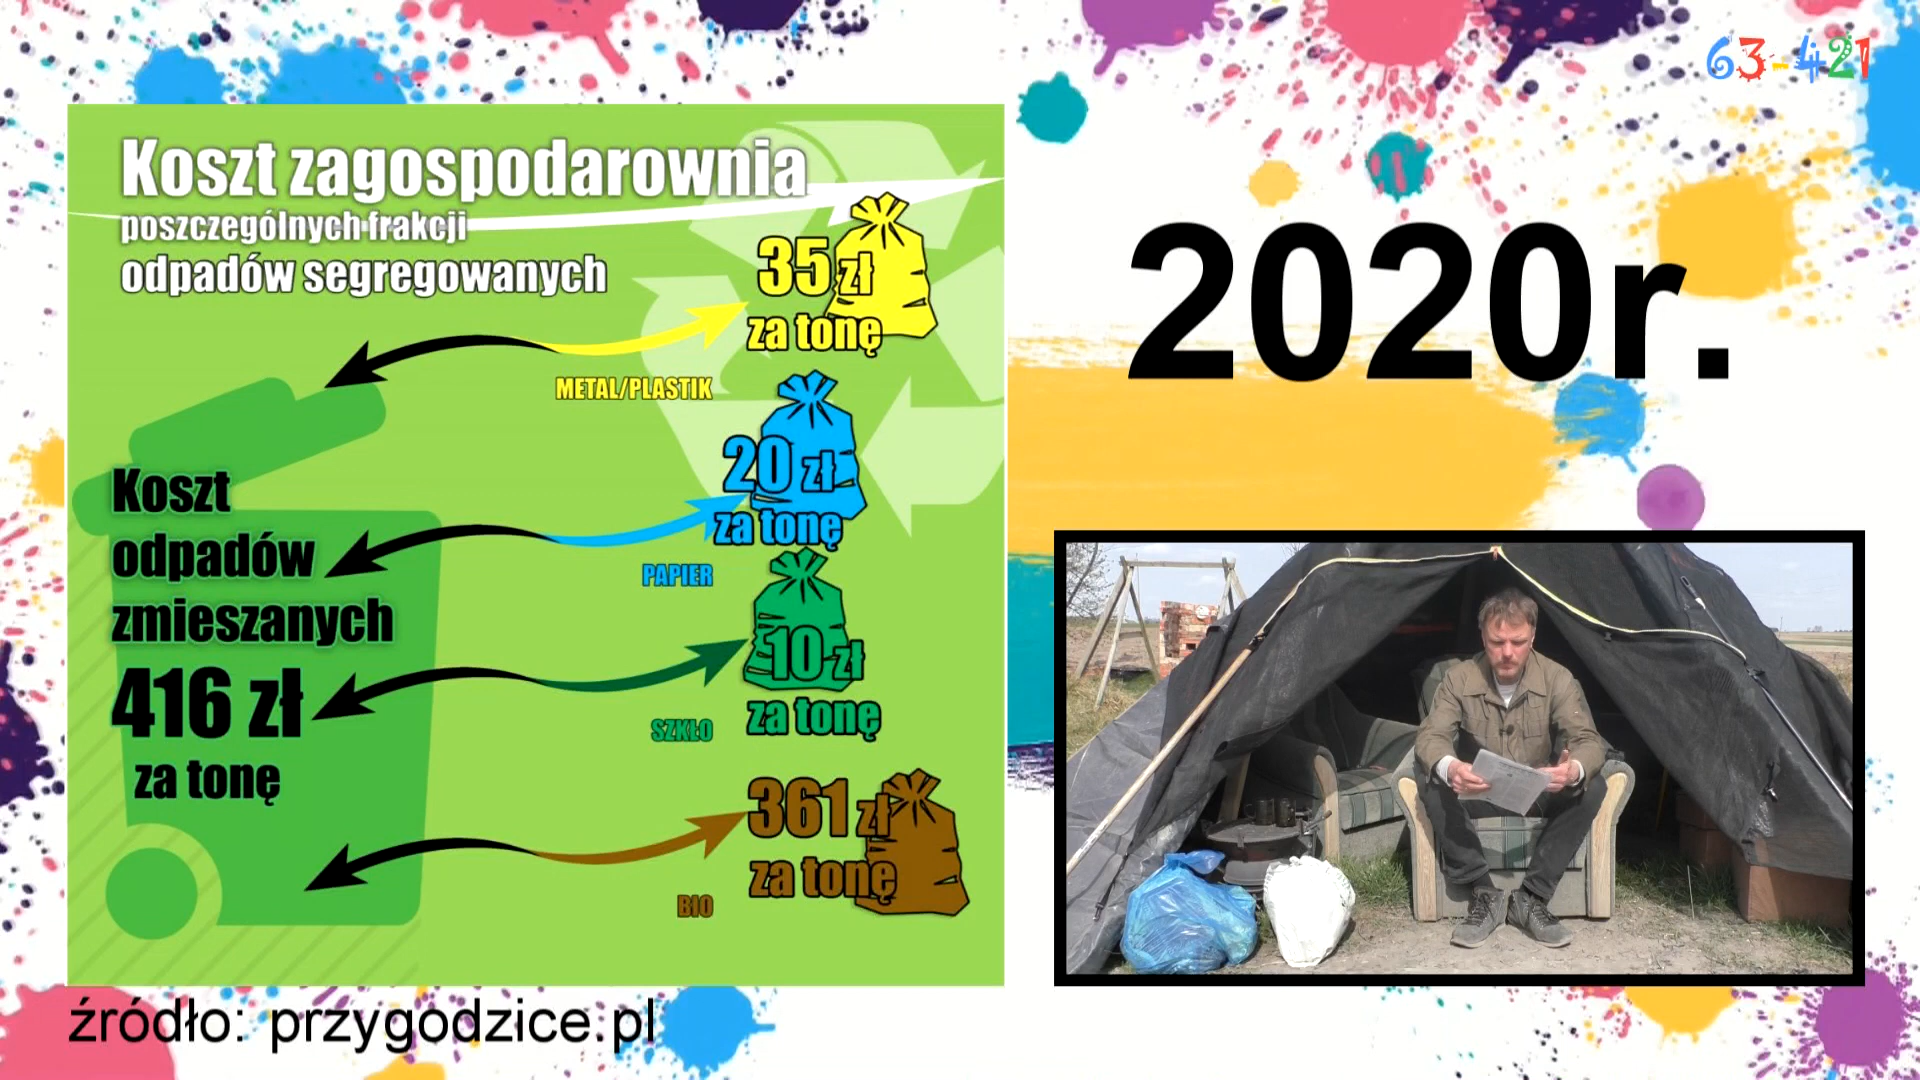 63-421
Koszt zagospodarownia
poszczególnych frakcji
odpadów segregowanych
2020r.
35 zł
za tonę
METAL/PLASTIK
20 zł
za tonę
PAPIER
Koszt
odpadów
zmieszanych
416 zł
za tonę
10 zł
za tonę
SZKŁO
361 zł
za tonę
BIO
źródło: przygodzice.pl